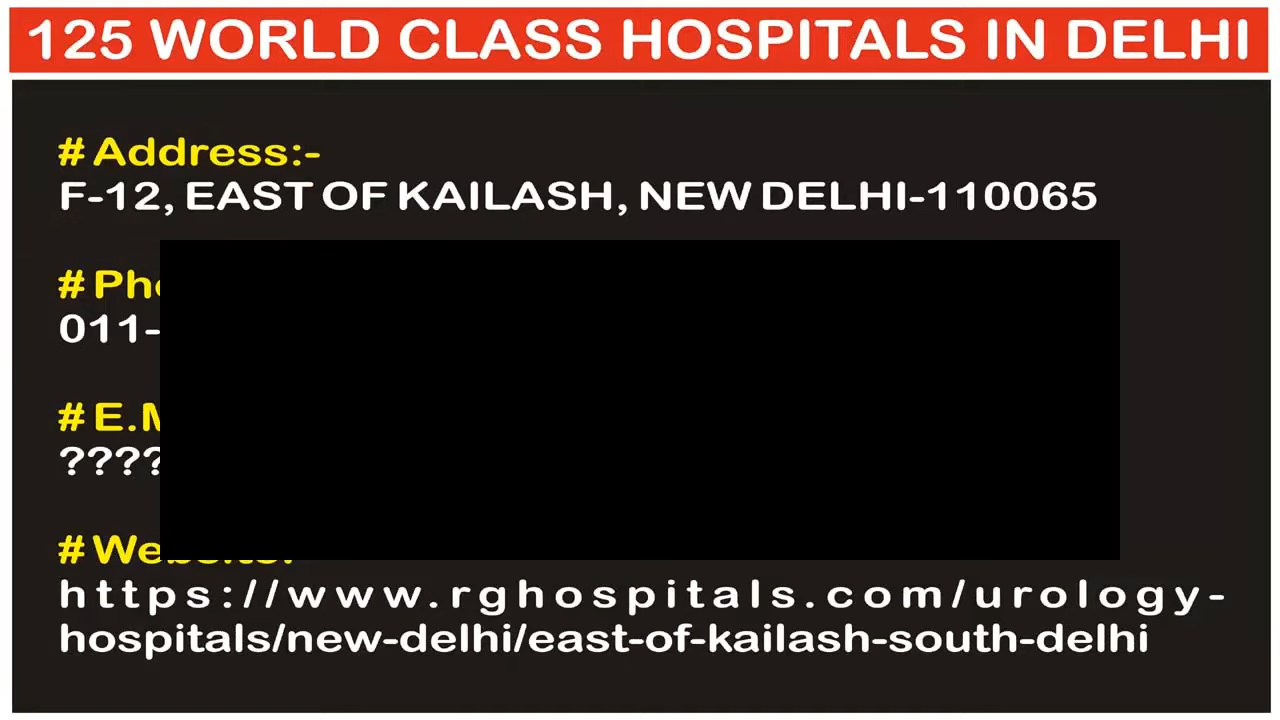 125 WORLD CLASS HOSPITALS IN DELHI
# Address:-
F-12, EAST OF KAILASH, NEW DELHI-110065
#
011-
# 
????
#
https://www.rghospitals.com/urology-
hospitals/new-delhi/east-of-kailash-south-delhi